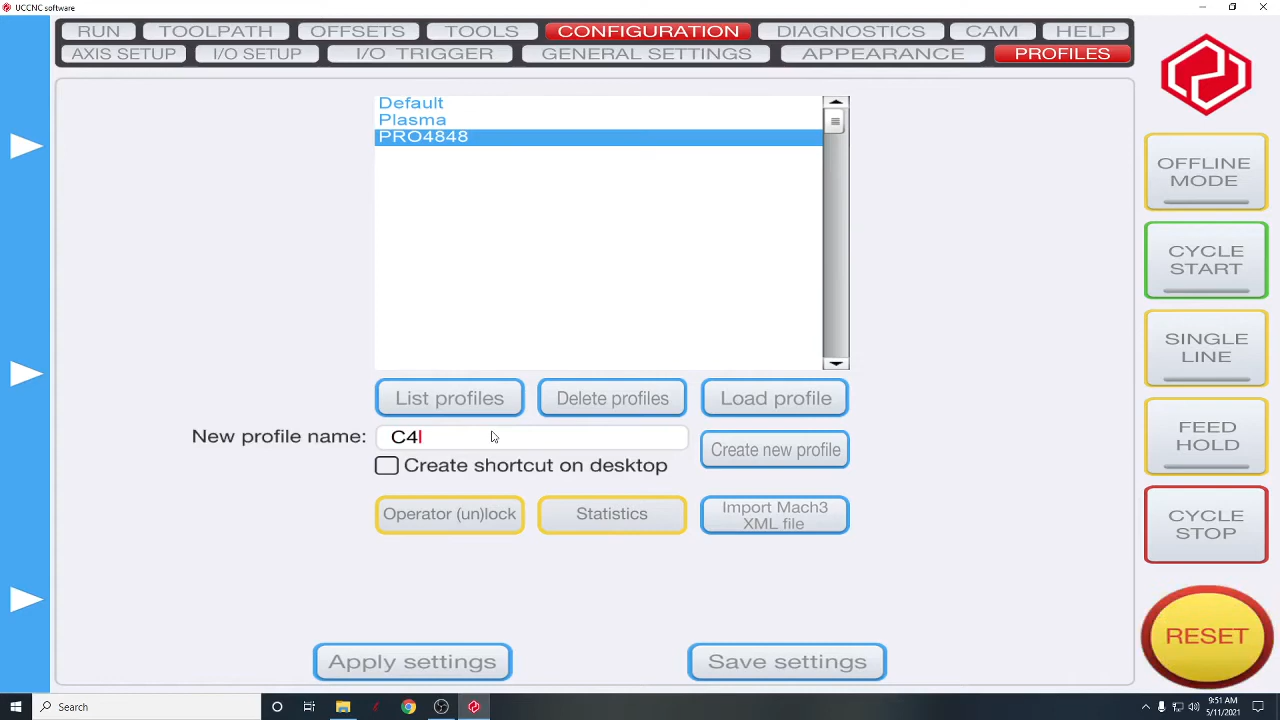 UCCNC software
RUN TOOLPATH OFFSETS TOOLS CONFIGURATION DIAGNOSTICS CAM HELP
AXIS SETUP I/O SETUP I/O TRIGGER GENERAL SETTINGS APPEARANCE PROFILES
Default
Plasma
PRO4848
List profiles Delete profiles Load profile
New profile name: C4
Create new profile
Create shortcut on desktop
Operator (un)lock Statistics
Import Mach3
XML file
Apply settings Save settings
OFFLINE
MODE
CYCLE
START
SINGLE
LINE
FEED
HOLD
CYCLE
STOP
RESET
Search
9:51 AM
5/11/2021